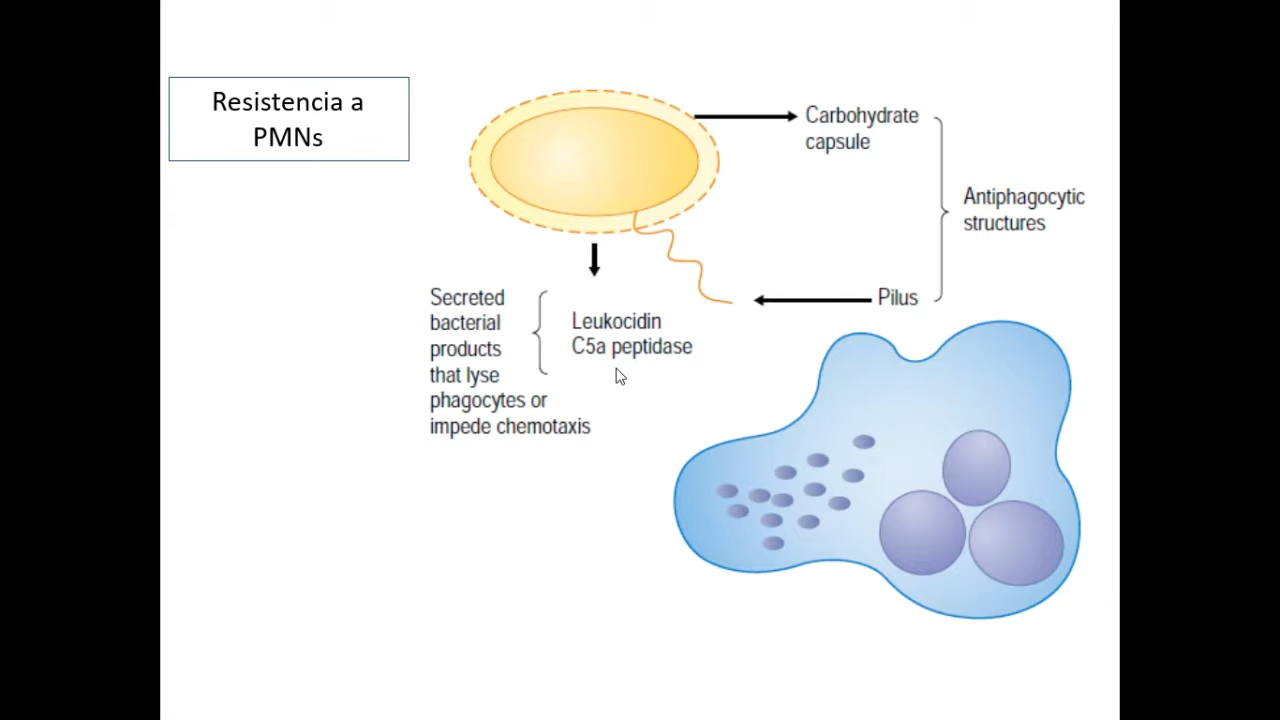 Resistencia a
PMNs
Carbohydrate
capsule
Antiphagocytic
structures
Pilus
Secreted
bacterial
products
that lyse
phagocytes or
impede chemotaxis
Leukocidin
C5a peptidase